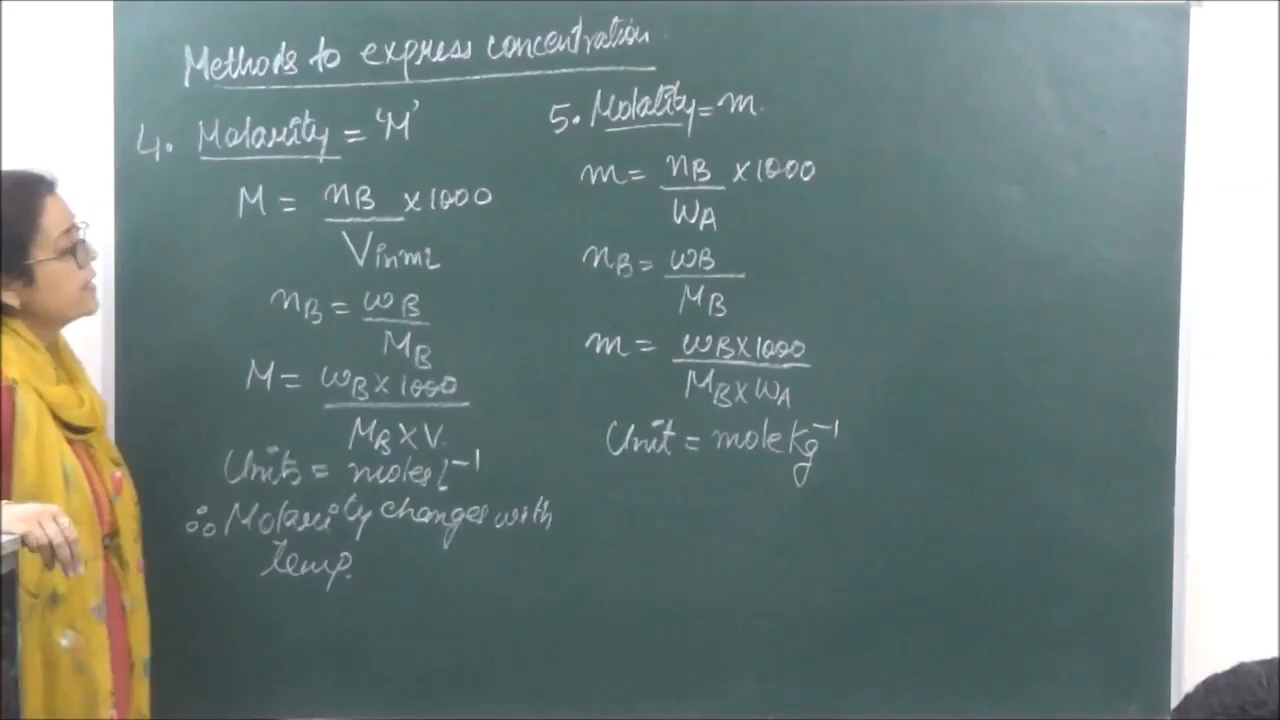 Methods to express concentration:
4. Molarity = 'M'
M = nB/V in mL × 1000
nB = wB/MB
M = wB × 1000/MB × V
Units = moles l⁻¹
∴ Molarity changes with
temp.
5. Molality = m.
m = nB/WA × 1000
nB = wB/MB
m = wB × 1000/MB × WA
Unit = mole kg⁻¹